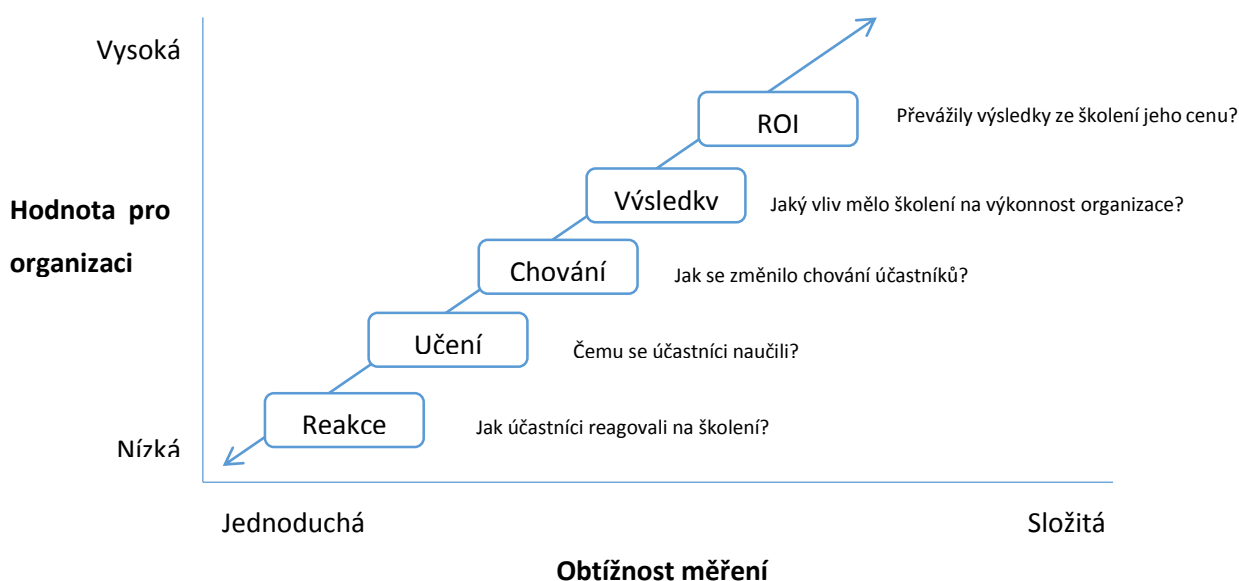 Vysoká
ROI
Převážily výsledky ze školení jeho cenu?
Výsledky
Jaký vliv mělo školení na výkonnost organizace?
Hodnota pro
organizaci
Chování
Jak se změnilo chování účastníků?
Učení
Čemu se účastníci naučili?
Reakce
Jak účastníci reagovali na školení?
Nízká
Jednoduchá
Složitá
Obtížnost měření